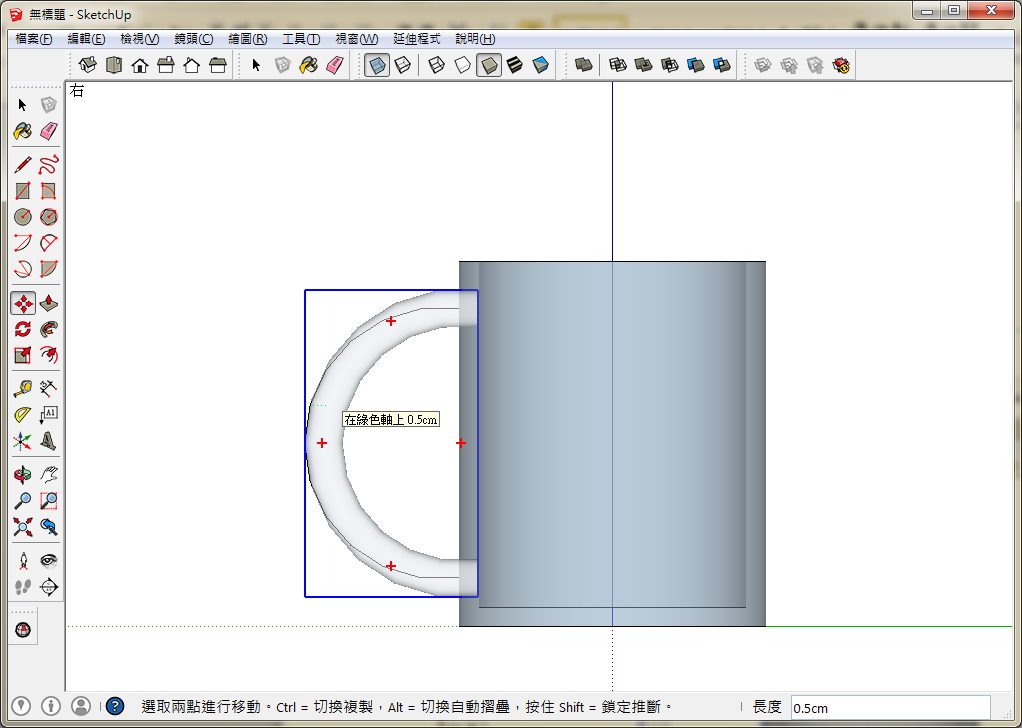 無標題 - SketchUp
檔案(F) 編輯(E) 檢視(V) 鏡頭(C) 繪圖(R) 工具(T) 視窗(W) 延伸程式 說明(H)
右
A1
在綠色軸上 0.5cm
選取兩點進行移動。Ctrl = 切換複製，Alt = 切換自動摺疊，按住 Shift = 鎖定推斷。
長度 0.5cm